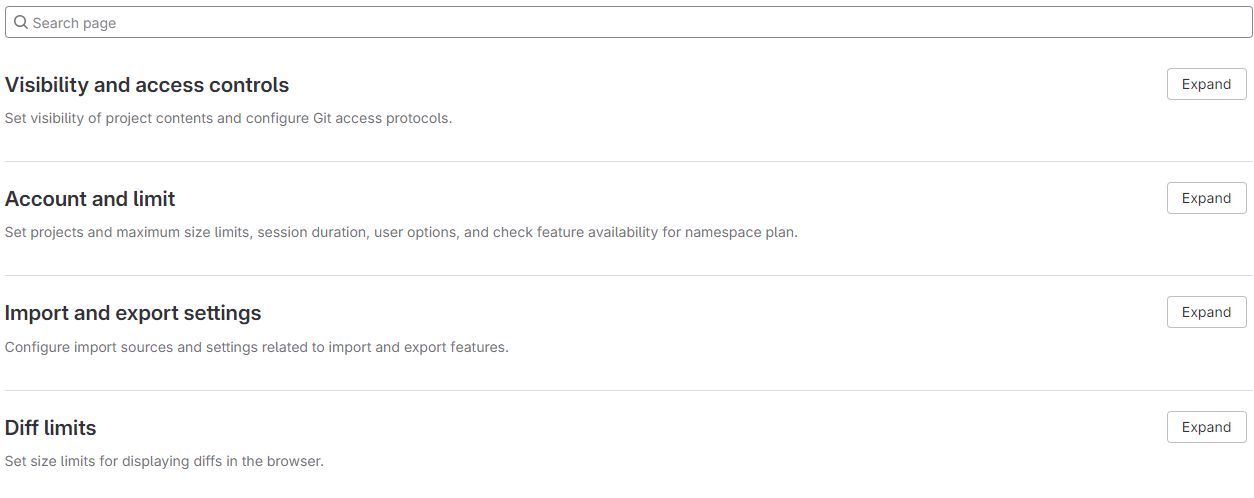 Search page
Visibility and access controls
Expand
Set visibility of project contents and configure Git access protocols.
Account and limit
Expand
Set projects and maximum size limits, session duration, user options, and check feature availability for namespace plan.
Import and export settings
Expand
Configure import sources and settings related to import and export features.
Diff limits
Expand
Set size limits for displaying diffs in the browser.